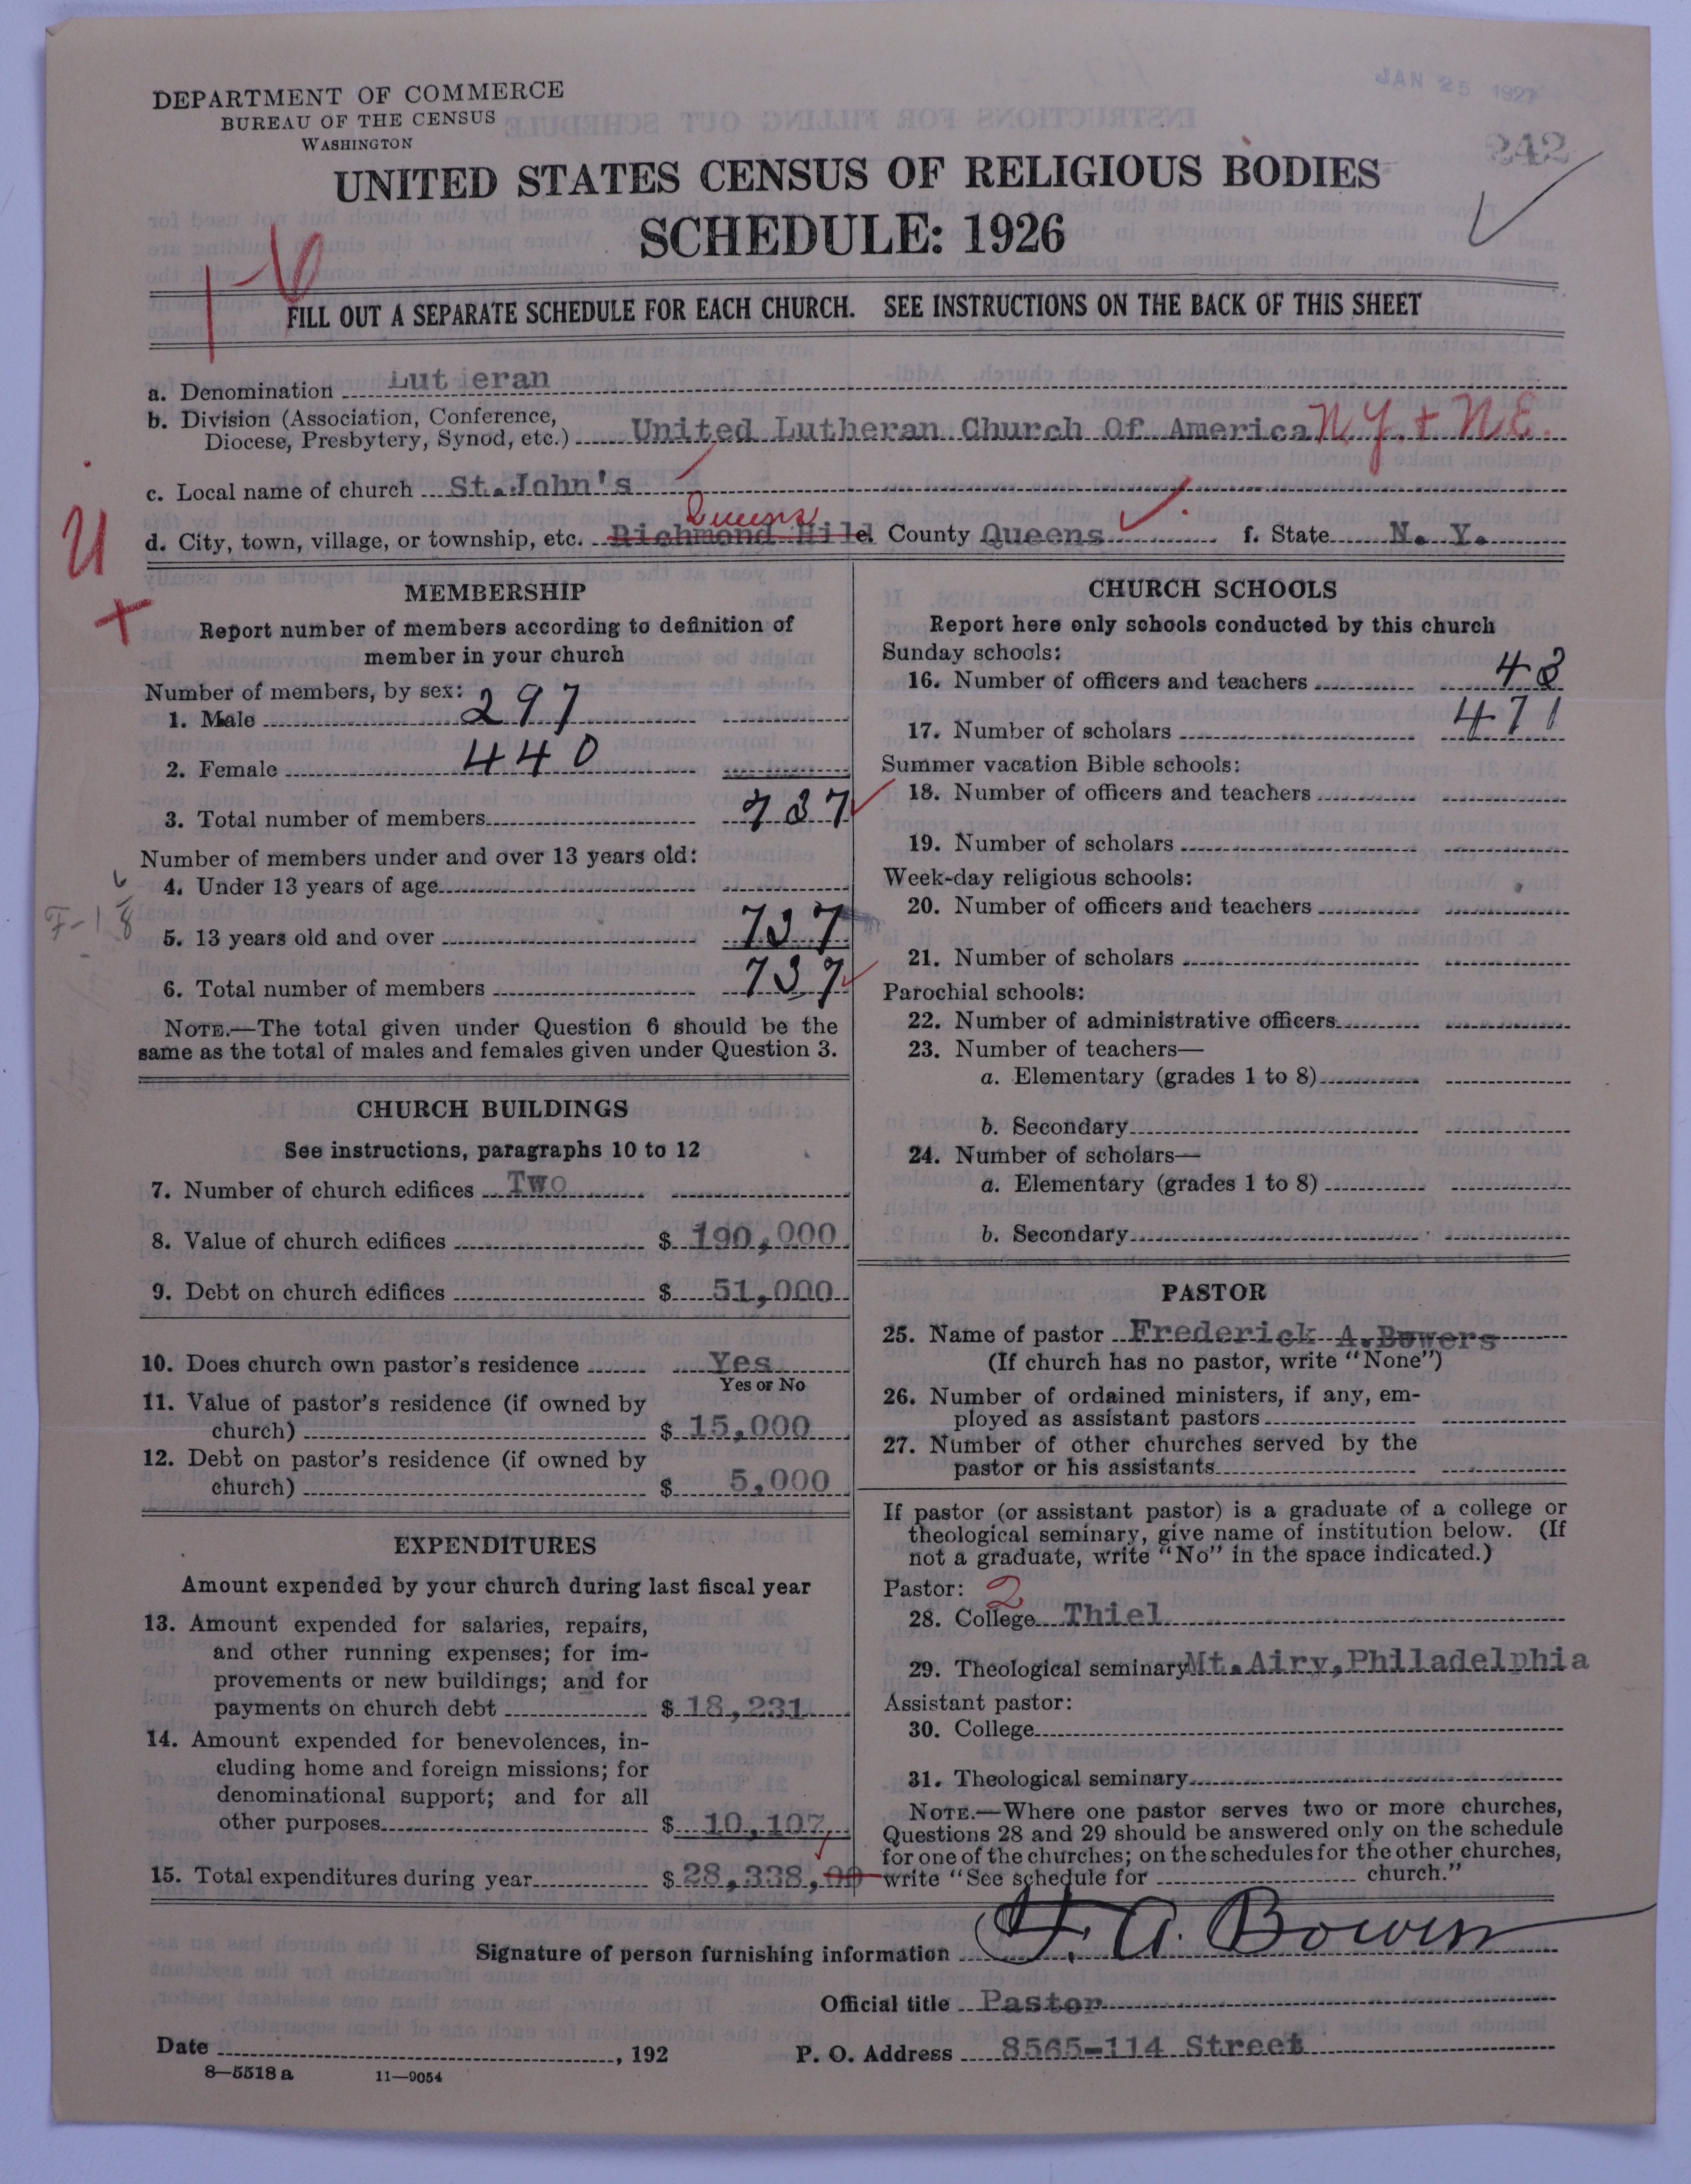 JAN 25 1927
DEPARTMENT OF COMMERCE
BUREAU OF THE CENSUS
WASHINGTON
242
UNITED STATES CENSUS OF RELIGIOUS BODIES
SCHEDULE: 1926
FILL OUT A SEPARATE SCHEDULE FOR EACH CHURCH. SEE INSTRUCTIONS ON THE BACK OF THIS SHEET
a. Denomination Lut eran
b. Division (Association, Conference,
Diocese, Presbytery, Synod, etc.) United Lutheran Church Of America N.Y. + N.E.
c. Local name of church St. John's
Queens
d. City, town, village, or township, etc. Richmond Hill e. County Queens f. State N. Y.
U
+
MEMBERSHIP
Report number of members according to definition of
member in your church
Number of members, by sex:
1. Male 297
2. Female 440
3. Total number of members 737
Number of members under and over 13 years old:
4. Under 13 years of age
F-18
5. 13 years old and over 737
6. Total number of members 737
NOTE.—The total given under Question 6 should be the
same as the total of males and females given under Question 3.
CHURCH BUILDINGS
See instructions, paragraphs 10 to 12
7. Number of church edifices Two
8. Value of church edifices $ 190,000
9. Debt on church edifices $ 51,000
10. Does church own pastor's residence Yes
Yes or No
11. Value of pastor's residence (if owned by
church) $ 15,000
12. Debt on pastor's residence (if owned by
church) $ 5,000
EXPENDITURES
Amount expended by your church during last fiscal year
13. Amount expended for salaries, repairs,
and other running expenses; for im-
provements or new buildings; and for
payments on church debt $ 18,231
14. Amount expended for benevolences, in-
cluding home and foreign missions; for
denominational support; and for all
other purposes $ 10,107
15. Total expenditures during year $ 28,338,00
CHURCH SCHOOLS
Report here only schools conducted by this church
Sunday schools:
16. Number of officers and teachers 43
17. Number of scholars 471
Summer vacation Bible schools:
18. Number of officers and teachers
19. Number of scholars
Week-day religious schools:
20. Number of officers and teachers
21. Number of scholars
Parochial schools:
22. Number of administrative officers
23. Number of teachers—
a. Elementary (grades 1 to 8)
b. Secondary
24. Number of scholars—
a. Elementary (grades 1 to 8)
b. Secondary
PASTOR
25. Name of pastor Frederick A. Bowers
(If church has no pastor, write "None")
26. Number of ordained ministers, if any, em-
ployed as assistant pastors
27. Number of other churches served by the
pastor or his assistants
If pastor (or assistant pastor) is a graduate of a college or
theological seminary, give name of institution below. (If
not a graduate, write "No" in the space indicated.)
Pastor: 2
28. College Thiel
29. Theological seminary Mt. Airy, Philadelphia
Assistant pastor:
30. College
31. Theological seminary
NOTE.—Where one pastor serves two or more churches,
Questions 28 and 29 should be answered only on the schedule
for one of the churches; on the schedules for the other churches,
write "See schedule for church."
Signature of person furnishing information F. A. Bowers
Official title Pastor
Date , 192
P. O. Address 8565-114 Street
8—5518 a 11—9054